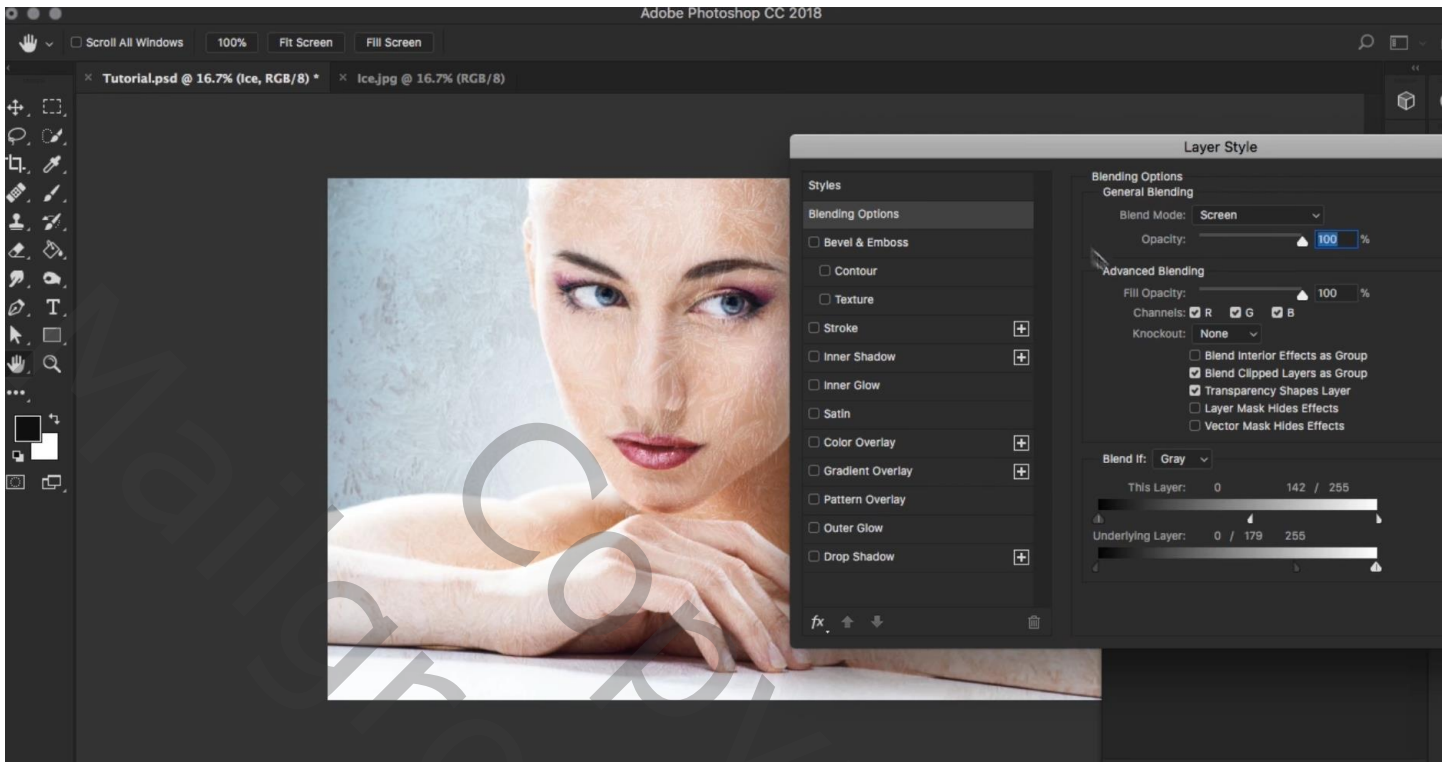 Adobe Photoshop CC 2018
Scroll All Windows 100% Fit Screen Fill Screen
× Tutorial.psd @ 16.7% (Ice, RGB/8) * × Ice.jpg @ 16.7% (RGB/8)
Layer Style
Styles
Blending Options
Bevel & Emboss
Contour
Texture
Stroke
Inner Shadow
Inner Glow
Satin
Color Overlay
Gradient Overlay
Pattern Overlay
Outer Glow
Drop Shadow
fx
Blending Options
General Blending
Blend Mode: Screen
Opacity: 100 %
Advanced Blending
Fill Opacity: 100 %
Channels: R G B
Knockout: None
Blend Interior Effects as Group
Blend Clipped Layers as Group
Transparency Shapes Layer
Layer Mask Hides Effects
Vector Mask Hides Effects
Blend If: Gray
This Layer: 0 142 / 255
Underlying Layer: 0 / 179 255
Copy